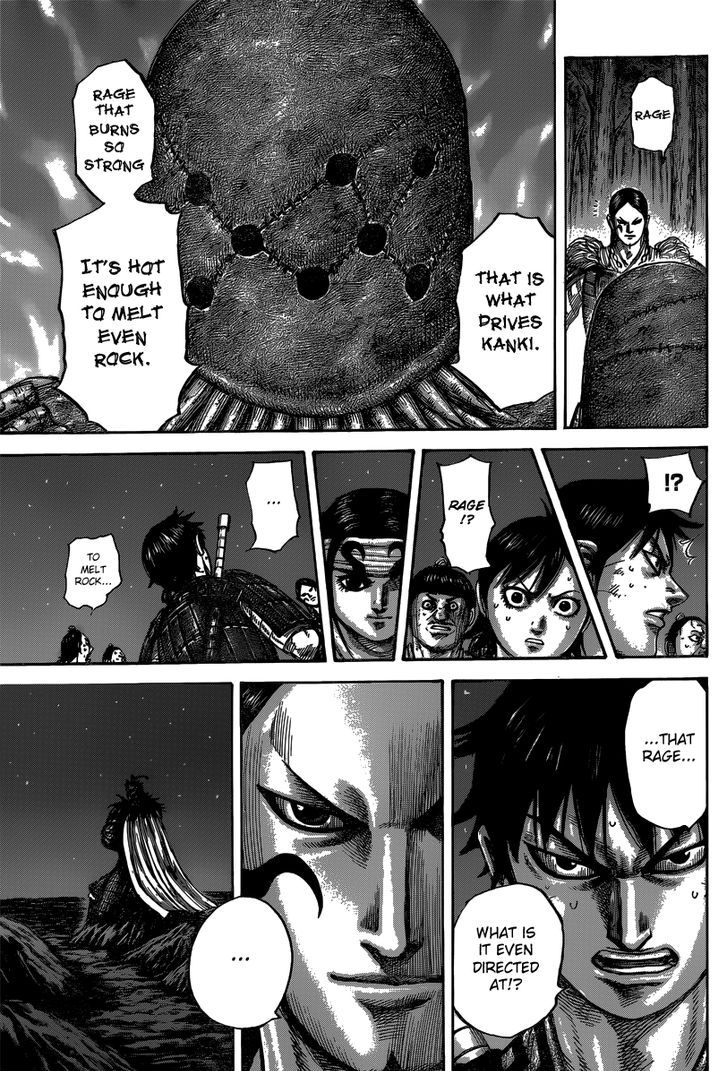 RAGE
RAGE
THAT
BURNS
SO
STRONG
IT'S HOT
ENOUGH
TO MELT
EVEN
ROCK.
THAT IS
WHAT
DRIVES
KANKI.
!?
RAGE
!?
...
TO
MELT
ROCK...
...THAT
RAGE...
WHAT IS
IT EVEN
DIRECTED
AT!?
...